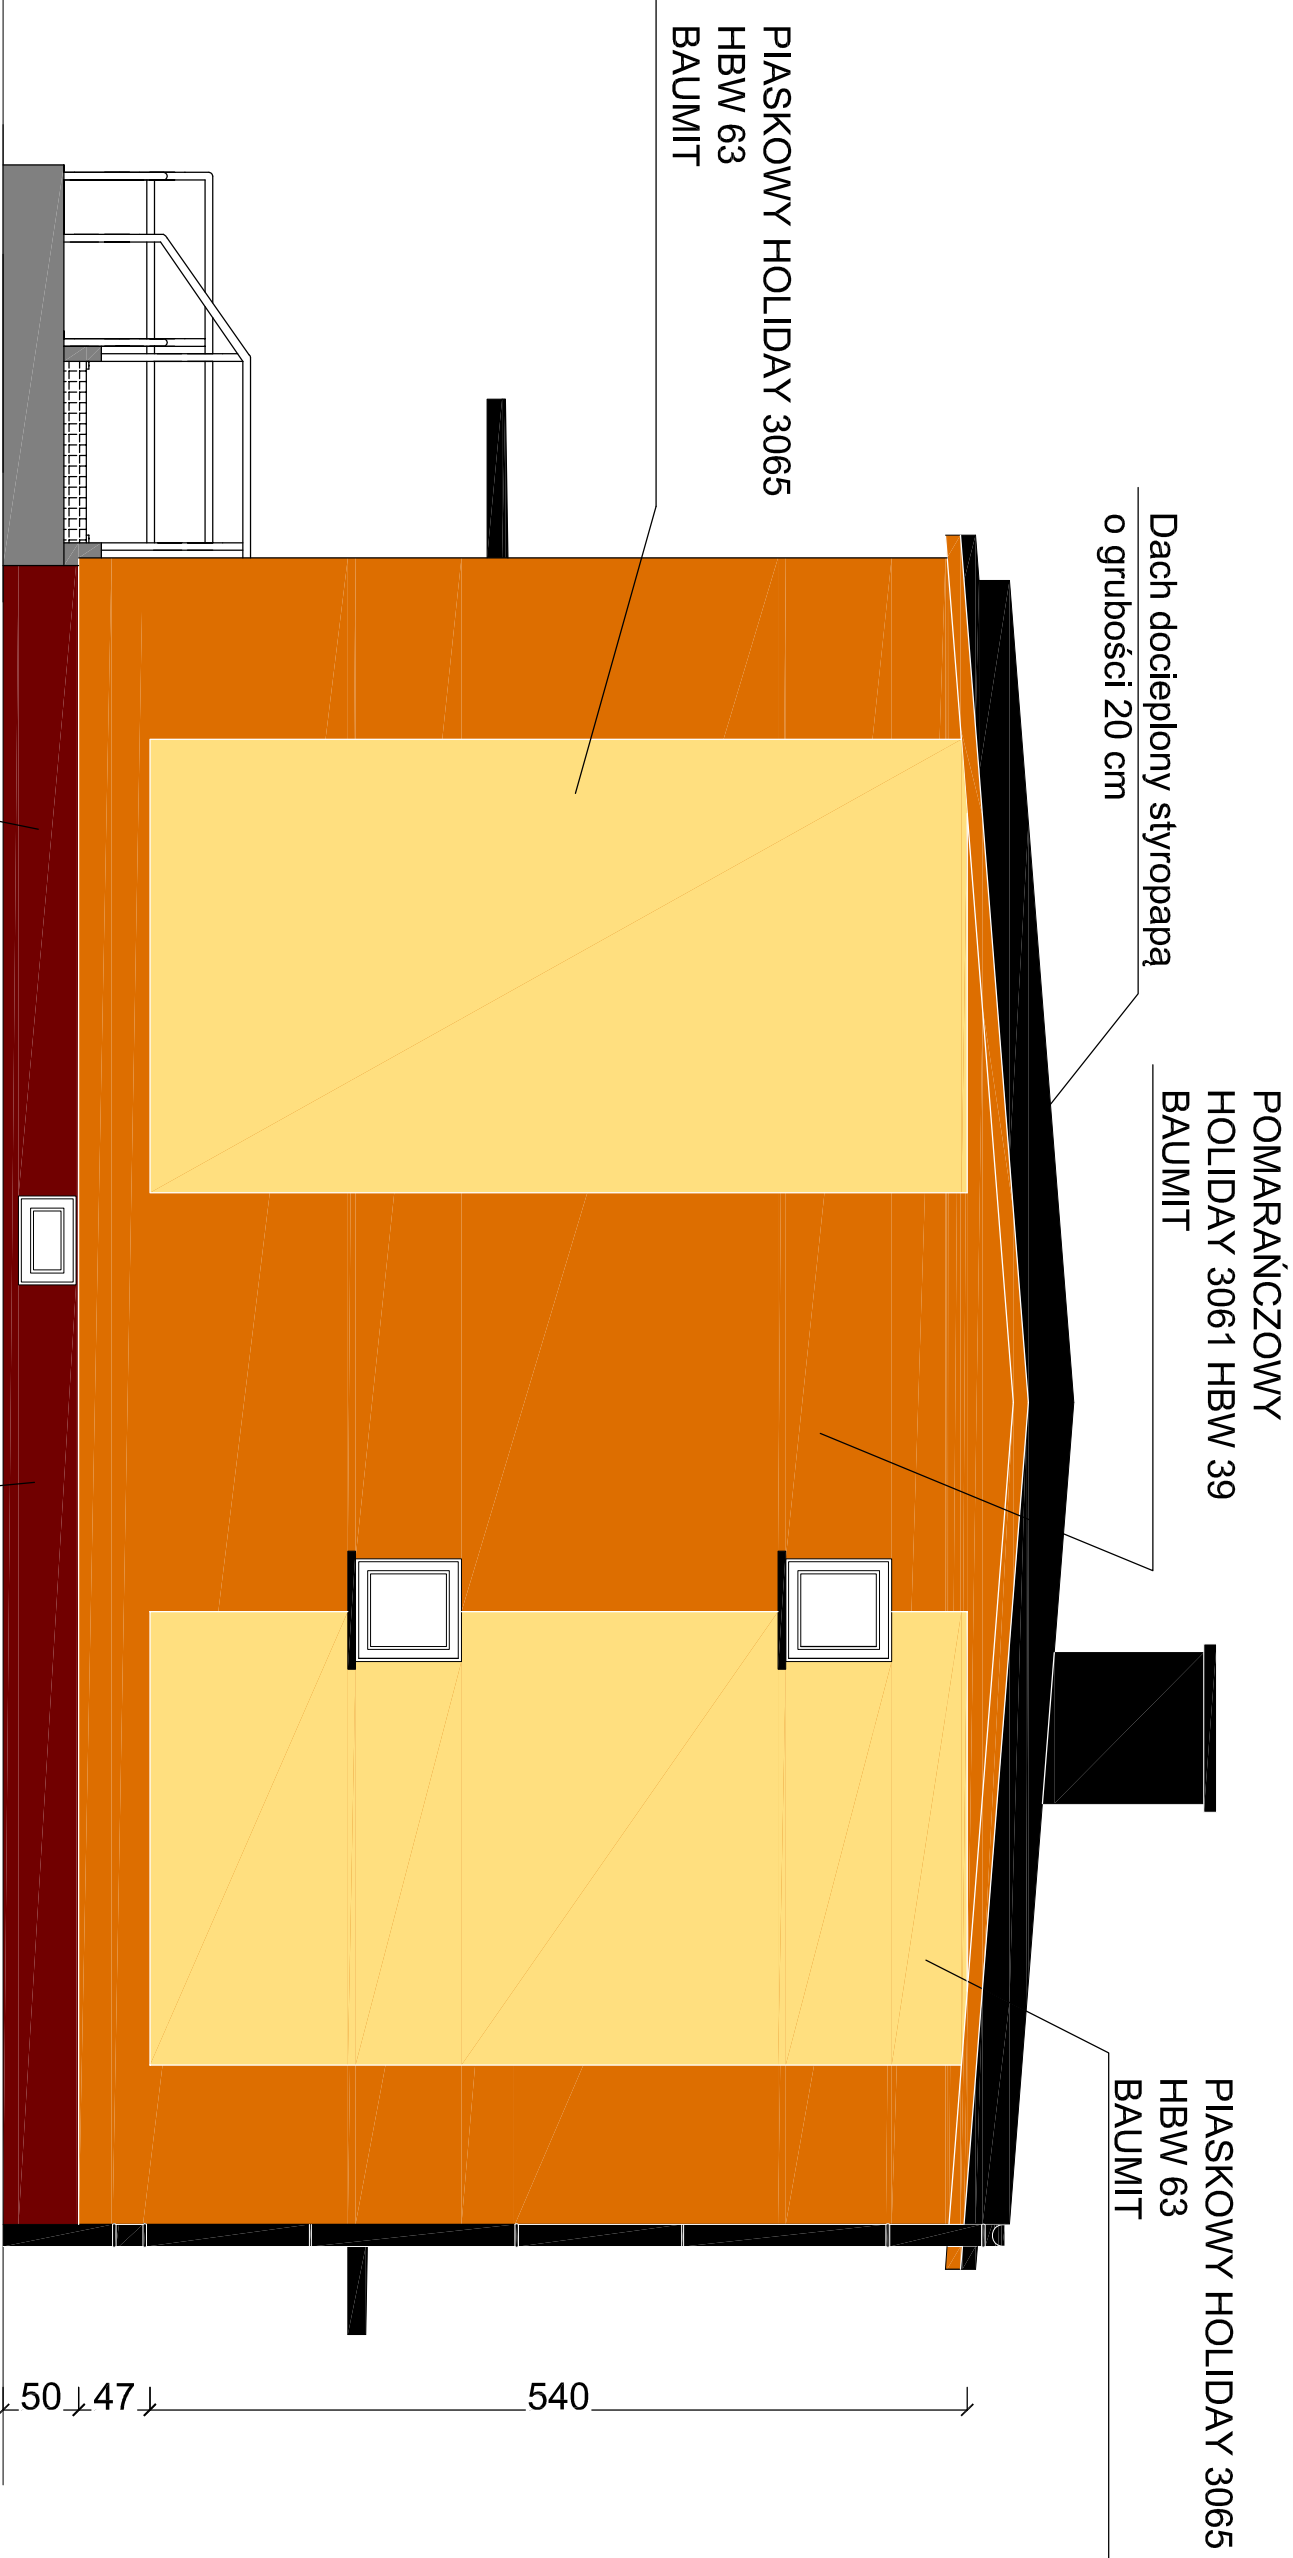 PIASKOWY HOLIDAY 3065
HBW 63
BAUMIT
Dach docieplony styropapą
o grubości 20 cm
POMARAŃCZOWY
HOLIDAY 3061 HBW 39
BAUMIT
PIASKOWY HOLIDAY 3065
HBW 63
BAUMIT
50
47
540